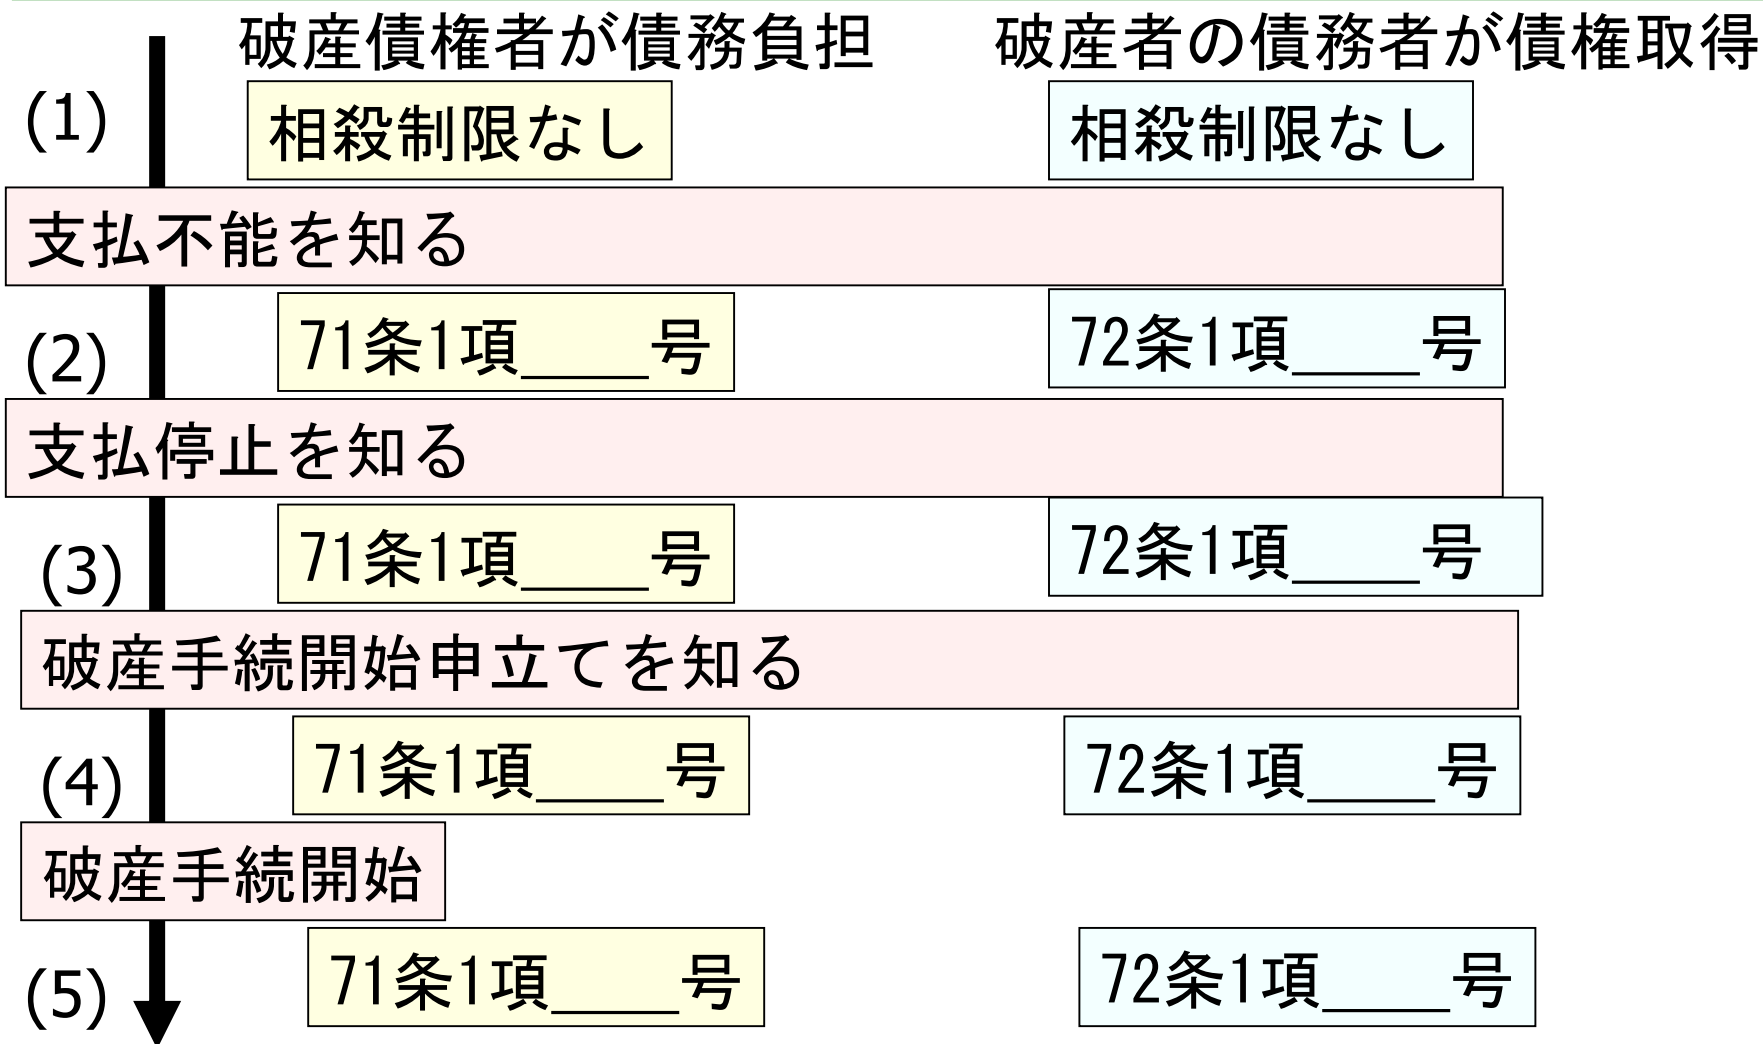 破産債権者が債務負担 破産者の債務者が債権取得
(1) 相殺制限なし 相殺制限なし
支払不能を知る
(2) 71条1項____号 72条1項____号
支払停止を知る
(3) 71条1項____号 72条1項____号
破産手続開始申立てを知る
(4) 71条1項____号 72条1項____号
破産手続開始
(5) 71条1項____号 72条1項____号